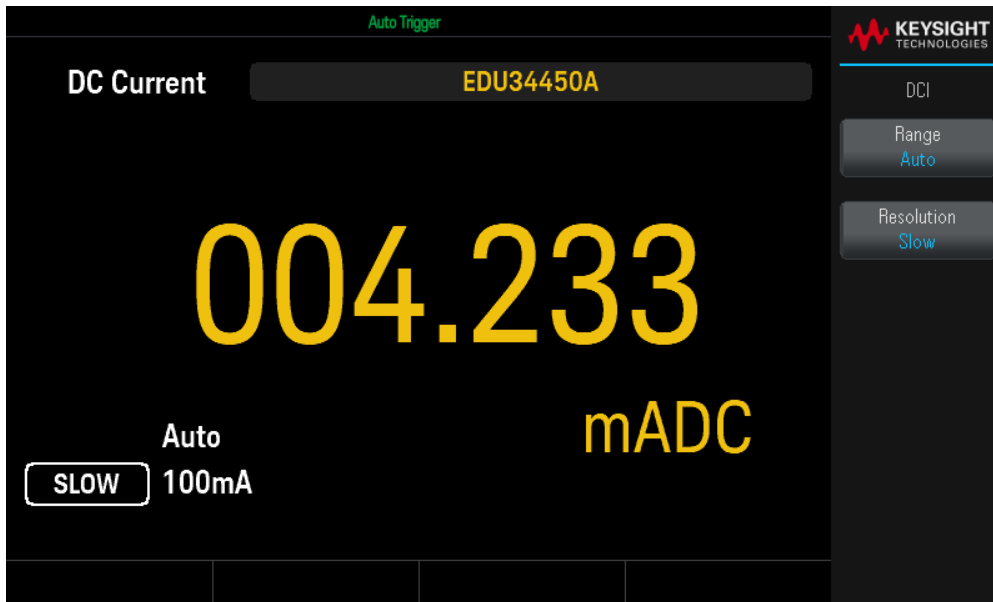 Auto Trigger
KEYSIGHT
TECHNOLOGIES
DC Current
EDU34450A
DCI
Range
Auto
Resolution
Slow
004.233
mADC
Auto
SLOW
100mA